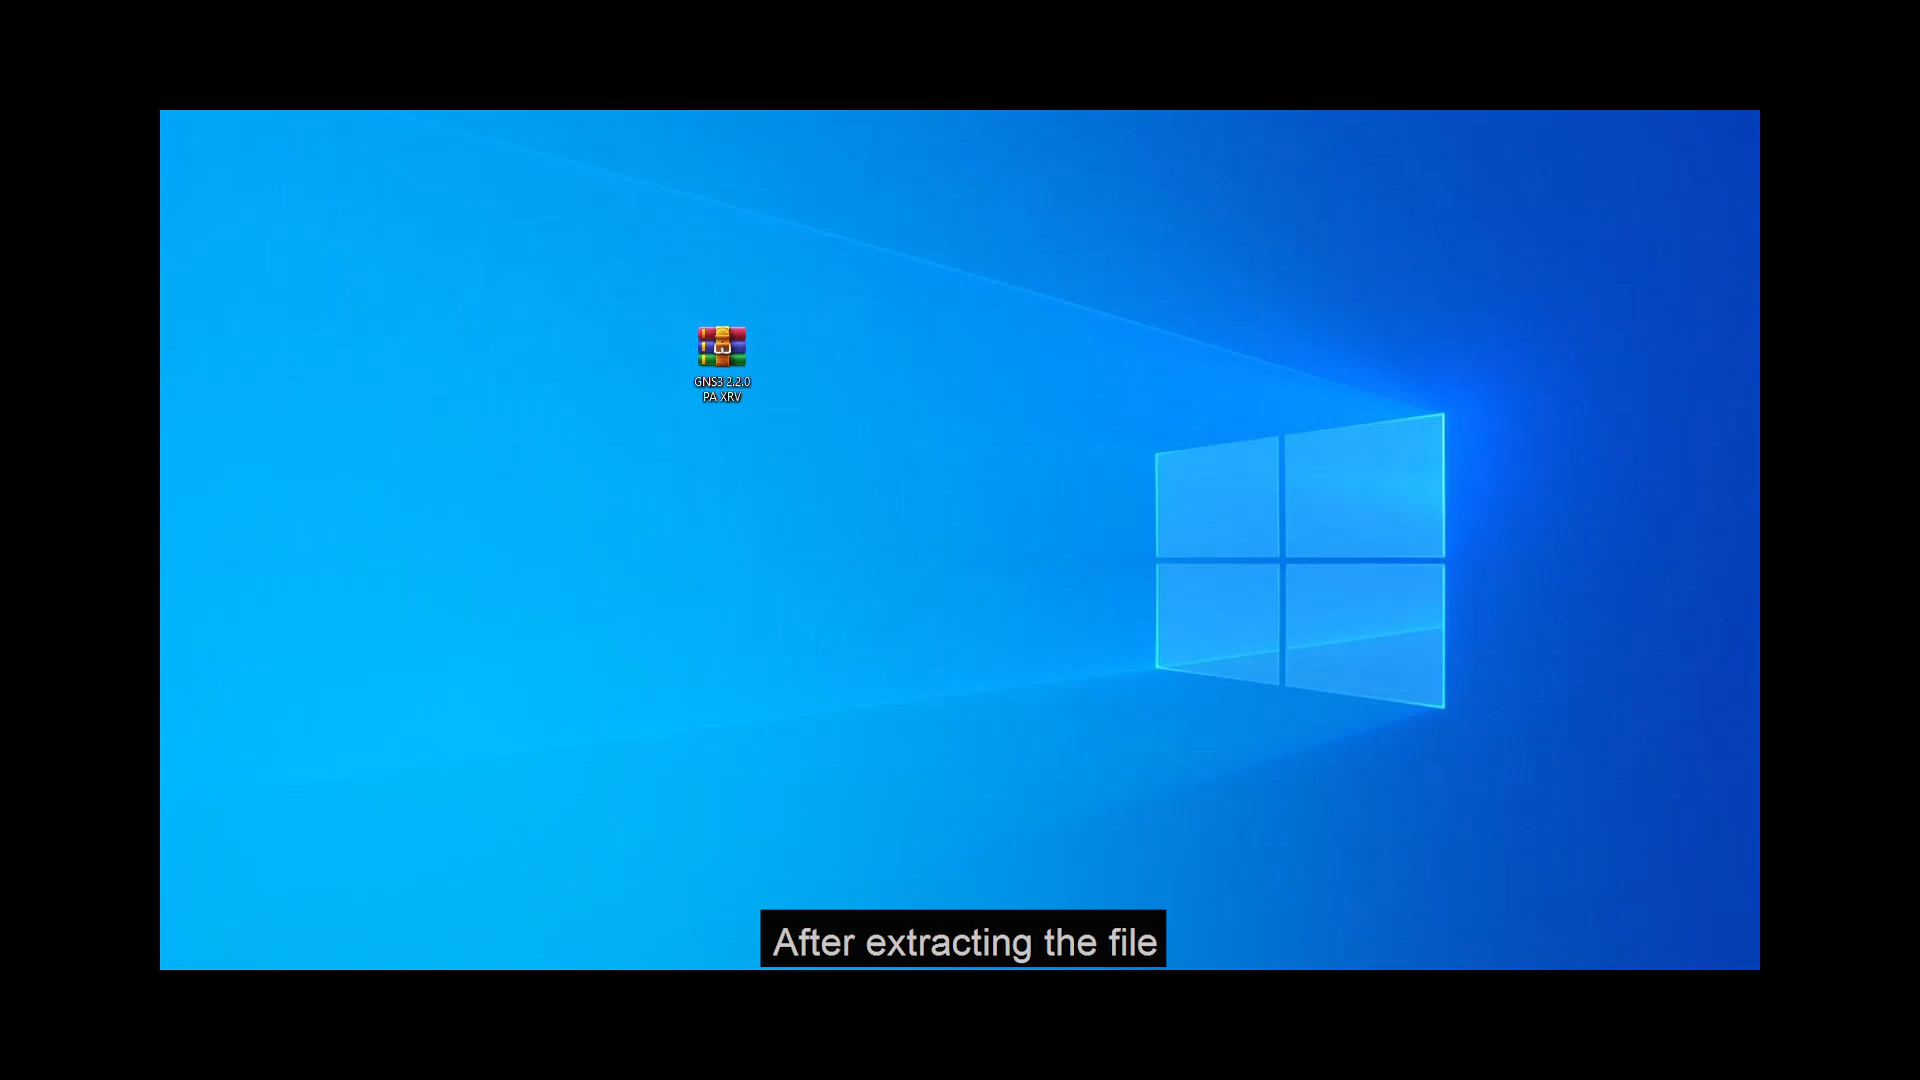 GNS3 2.2.0
PA XRV
After extracting the file